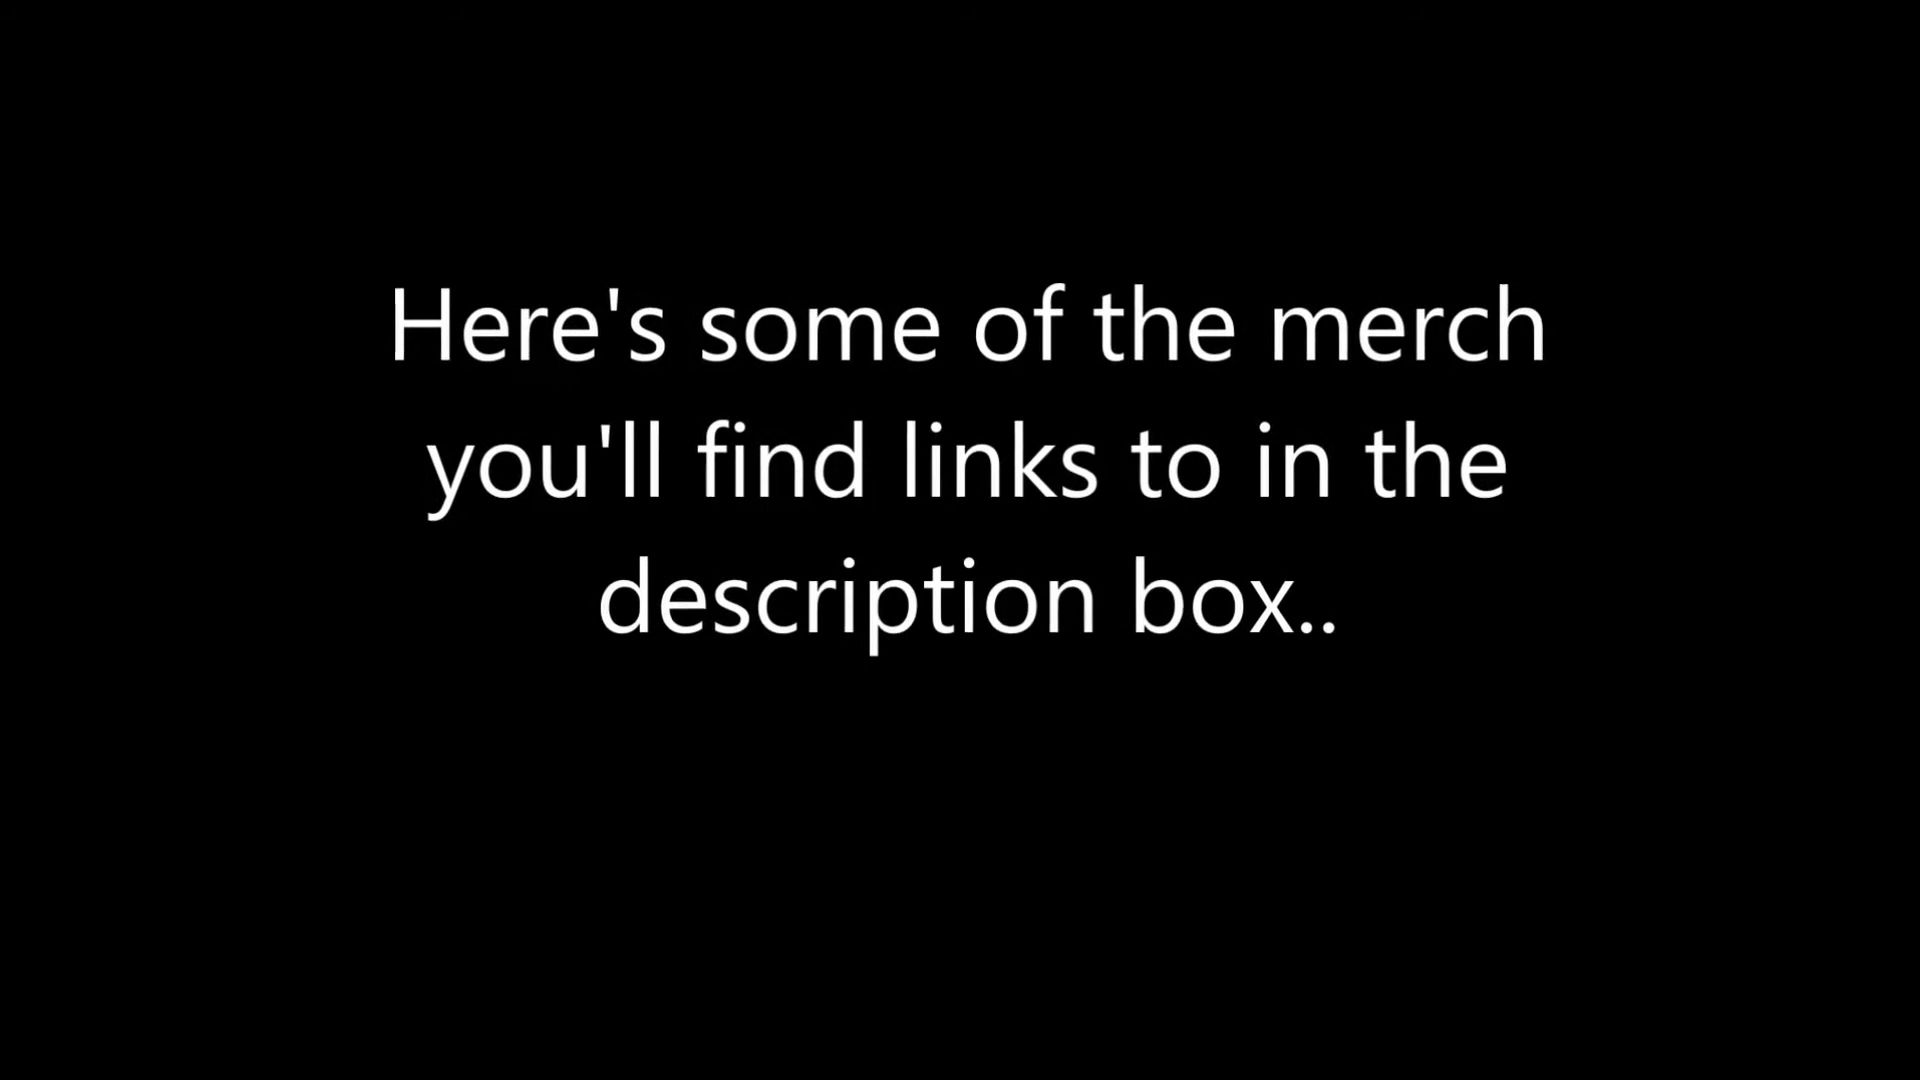 Here's some of the merch
you'll find links to in the
description box..